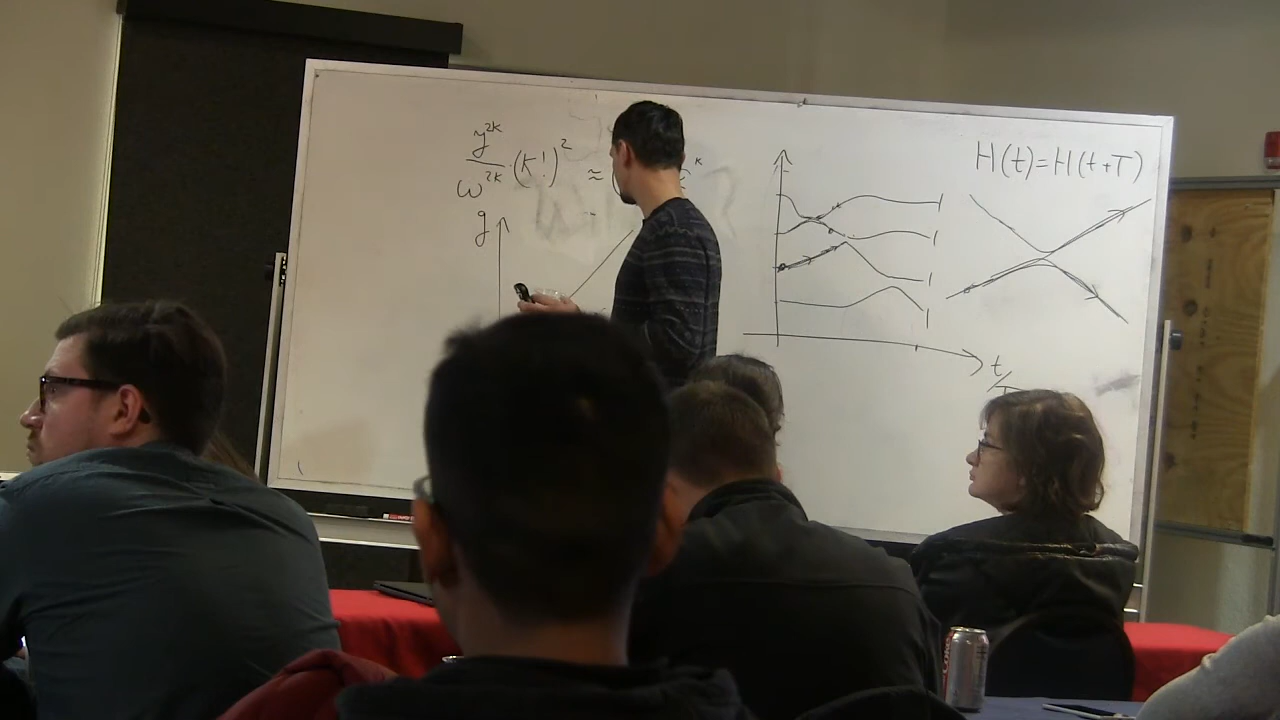 g^{2k}/ω^{2k} · (k!)^2 ≈ ( k
g
H(t)=H(t+T)
t/T